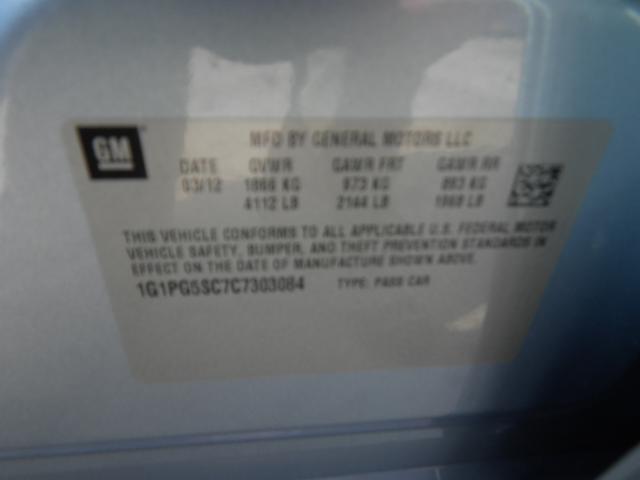 GM
MFD BY GENERAL MOTORS LLC
DATE GVWR GAWR FRT GAWR RR
03/12 1866 KG 973 KG 893 KG
4112 LB 2144 LB 1968 LB
THIS VEHICLE CONFORMS TO ALL APPLICABLE U.S. FEDERAL MOTOR
VEHICLE SAFETY, BUMPER, AND THEFT PREVENTION STANDARDS IN
EFFECT ON THE DATE OF MANUFACTURE SHOWN ABOVE.
1G1PG5SC7C7303084 TYPE: PASS CAR